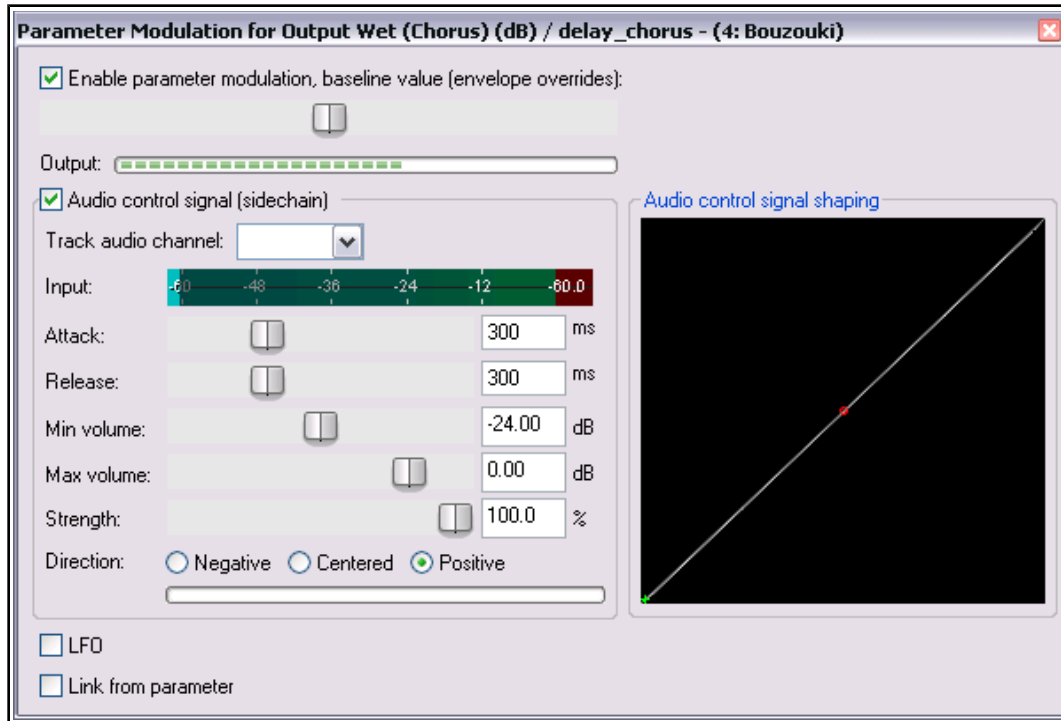 Parameter Modulation for Output Wet (Chorus) (dB) / delay_chorus - (4: Bouzouki)
Enable parameter modulation, baseline value (envelope overrides):
Output:
Audio control signal (sidechain)
Audio control signal shaping
Track audio channel:
Input: -60 -48 -36 -24 -12 -60.0
Attack: 300 ms
Release: 300 ms
Min volume: -24.00 dB
Max volume: 0.00 dB
Strength: 100.0 %
Direction: Negative Centered Positive
LFO
Link from parameter